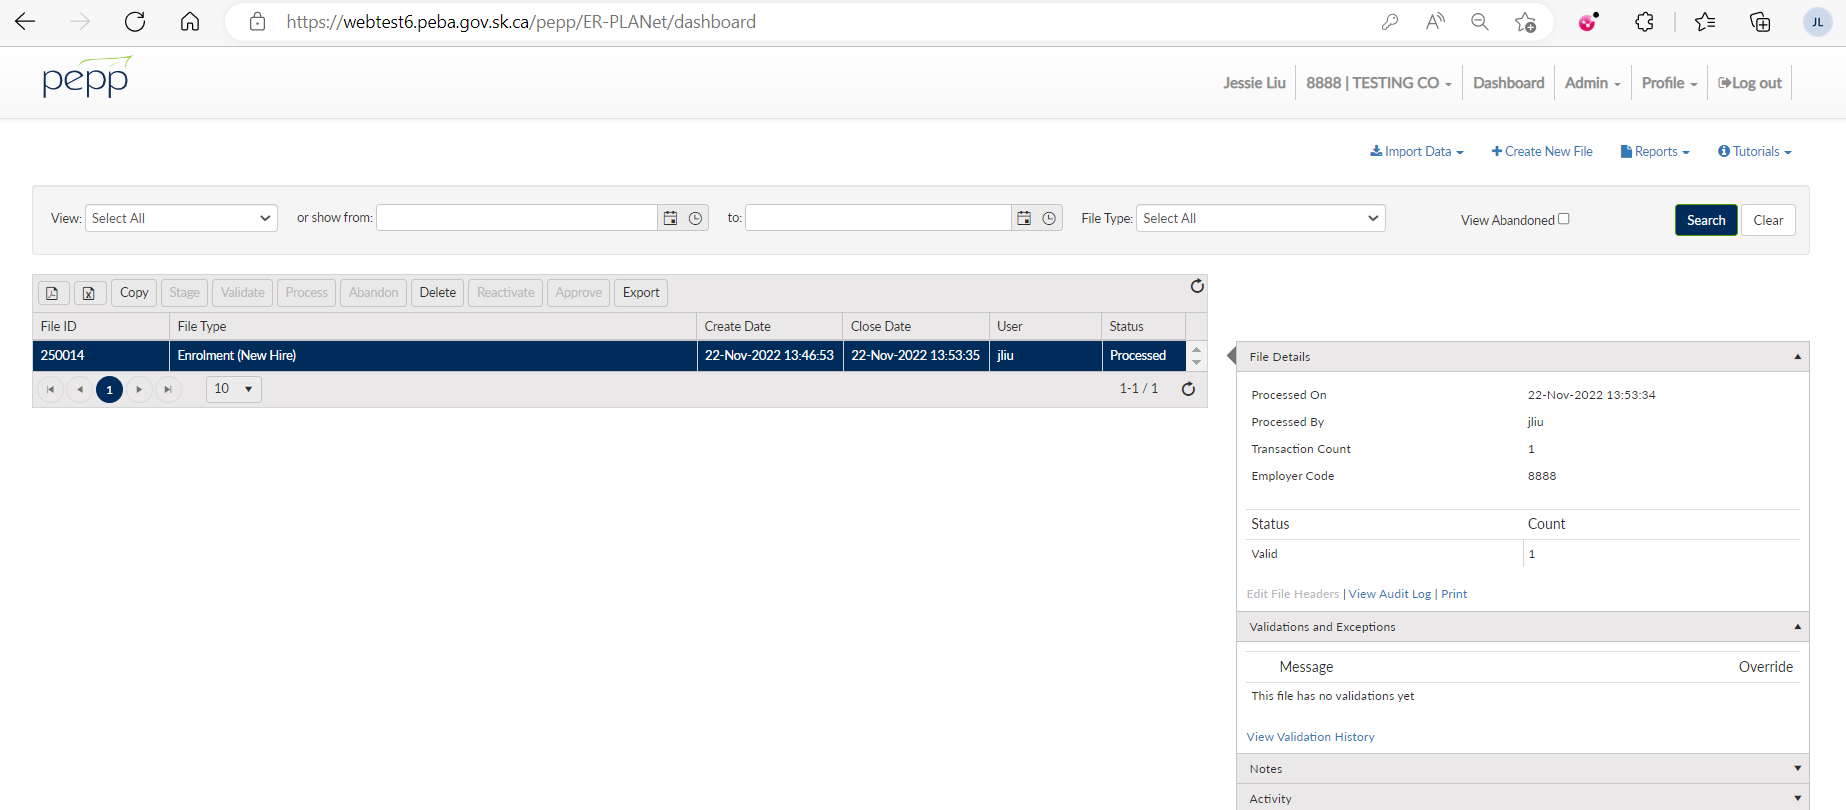 https://webtest6.peba.gov.sk.ca/pepp/ER-PLANet/dashboard
JL
pepp
Jessie Liu 8888 | TESTING CO Dashboard Admin Profile Log out
Import Data Create New File Reports Tutorials
View: Select All or show from: to: File Type: Select All View Abandoned Search Clear
Copy Stage Validate Process Abandon Delete Reactivate Approve Export
File ID File Type Create Date Close Date User Status
250014 Enrolment (New Hire) 22-Nov-2022 13:46:53 22-Nov-2022 13:53:35 jliu Processed
1 10 1-1 / 1
File Details
Processed On 22-Nov-2022 13:53:34
Processed By jliu
Transaction Count 1
Employer Code 8888
Status Count
Valid 1
Edit File Headers | View Audit Log | Print
Validations and Exceptions
Message Override
This file has no validations yet
View Validation History
Notes
Activity